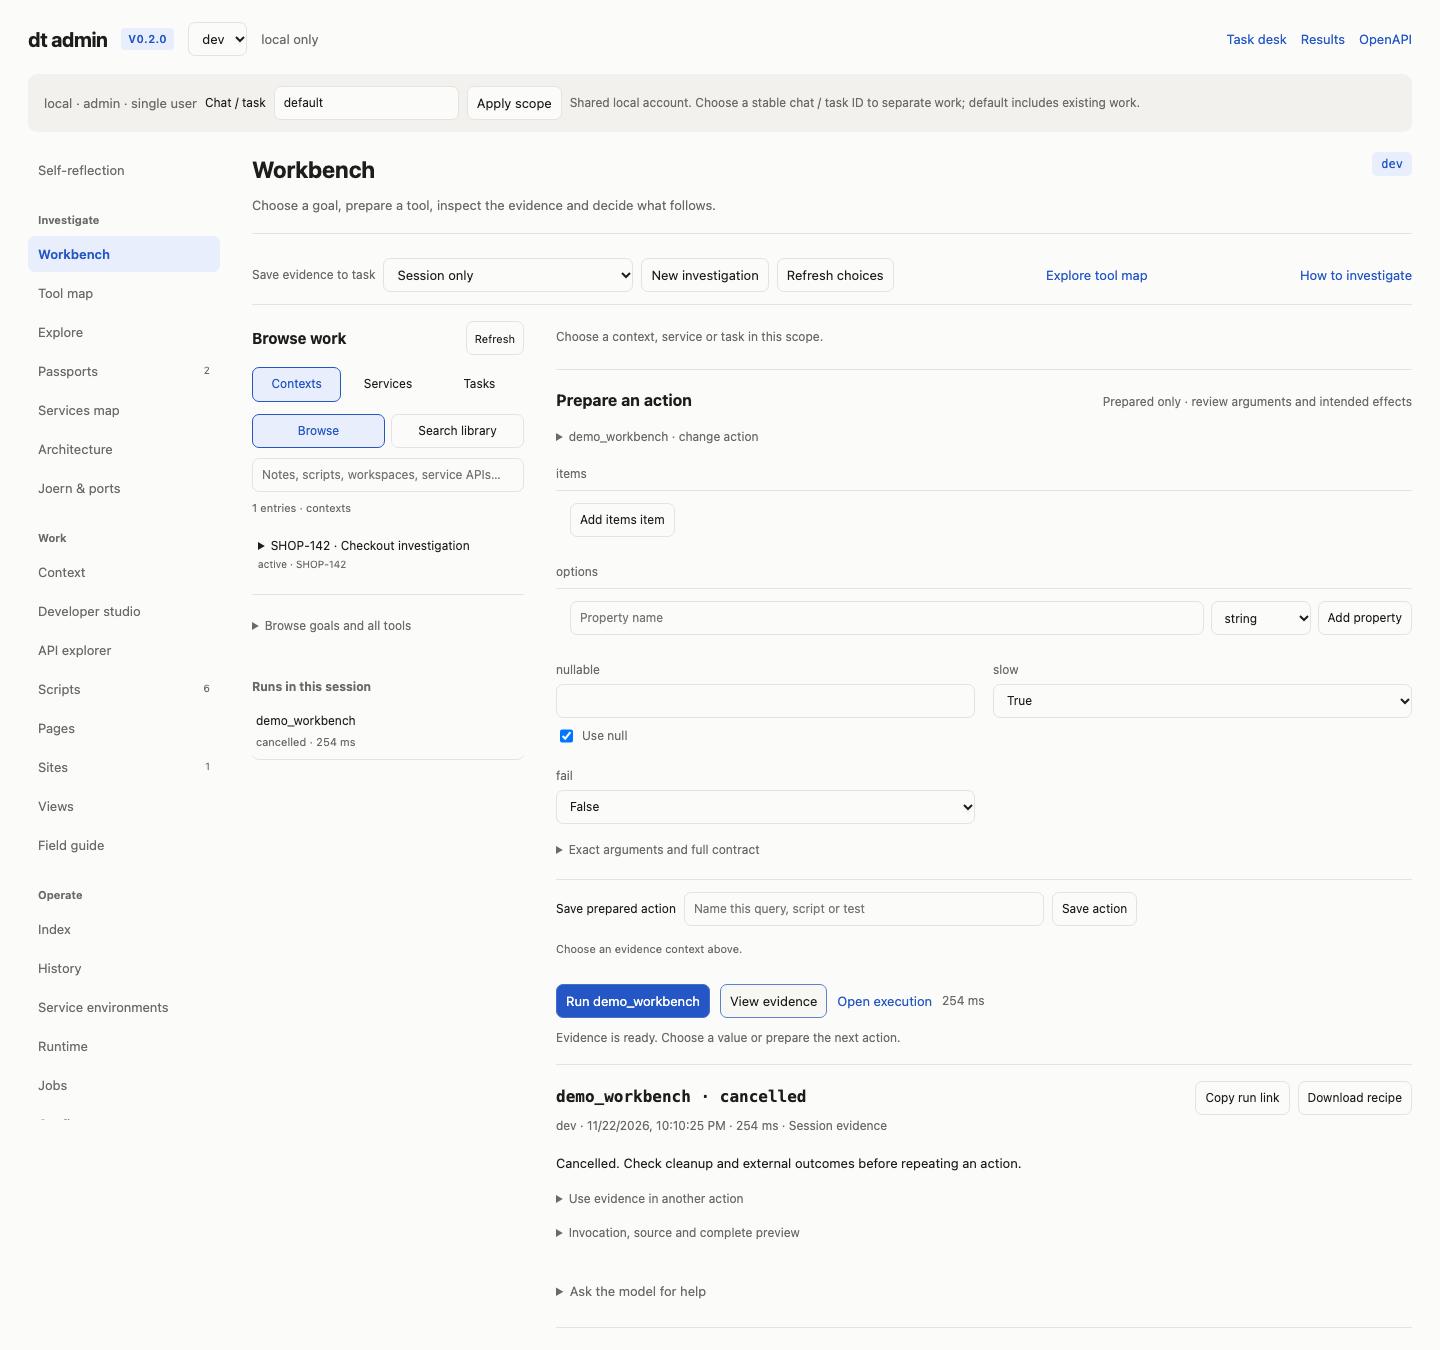 dt admin V0.2.0 dev local only Task desk Results OpenAPI
local · admin · single user Chat / task default Apply scope Shared local account. Choose a stable chat / task ID to separate work; default includes existing work.
Self-reflection
Investigate
Workbench
Tool map
Explore
Passports 2
Services map
Architecture
Joern & ports
Work
Context
Developer studio
API explorer
Scripts 6
Pages
Sites 1
Views
Field guide
Operate
Index
History
Service environments
Runtime
Jobs
Workbench dev
Choose a goal, prepare a tool, inspect the evidence and decide what follows.
Save evidence to task Session only New investigation Refresh choices Explore tool map How to investigate
Browse work Refresh
Contexts Services Tasks
Browse Search library
Notes, scripts, workspaces, service APIs...
1 entries · contexts
▶ SHOP-142 · Checkout investigation
active · SHOP-142
▶ Browse goals and all tools
Runs in this session
demo_workbench
cancelled · 254 ms
Choose a context, service or task in this scope.
Prepare an action Prepared only · review arguments and intended effects
▶ demo_workbench · change action
items
Add items item
options
Property name string Add property
nullable slow
True
Use null
fail
False
▶ Exact arguments and full contract
Save prepared action Name this query, script or test Save action
Choose an evidence context above.
Run demo_workbench View evidence Open execution 254 ms
Evidence is ready. Choose a value or prepare the next action.
demo_workbench · cancelled Copy run link Download recipe
dev · 11/22/2026, 10:10:25 PM · 254 ms · Session evidence
Cancelled. Check cleanup and external outcomes before repeating an action.
▶ Use evidence in another action
▶ Invocation, source and complete preview
▶ Ask the model for help